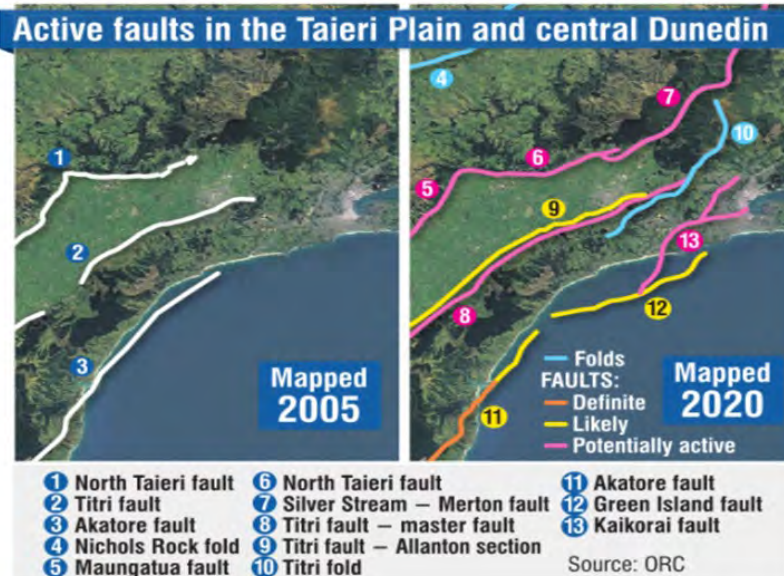 Active faults in the Taieri Plain and central Dunedin
1
2
3
Mapped
2005
4
5
6
7
8
9
10
11
12
13
Folds
FAULTS:
Definite
Likely
Potentially active
Mapped
2020
1 North Taieri fault
2 Titri fault
3 Akatore fault
4 Nichols Rock fold
5 Maungatua fault
6 North Taieri fault
7 Silver Stream — Merton fault
8 Titri fault — master fault
9 Titri fault — Allanton section
10 Titri fold
11 Akatore fault
12 Green Island fault
13 Kaikorai fault
Source: ORC